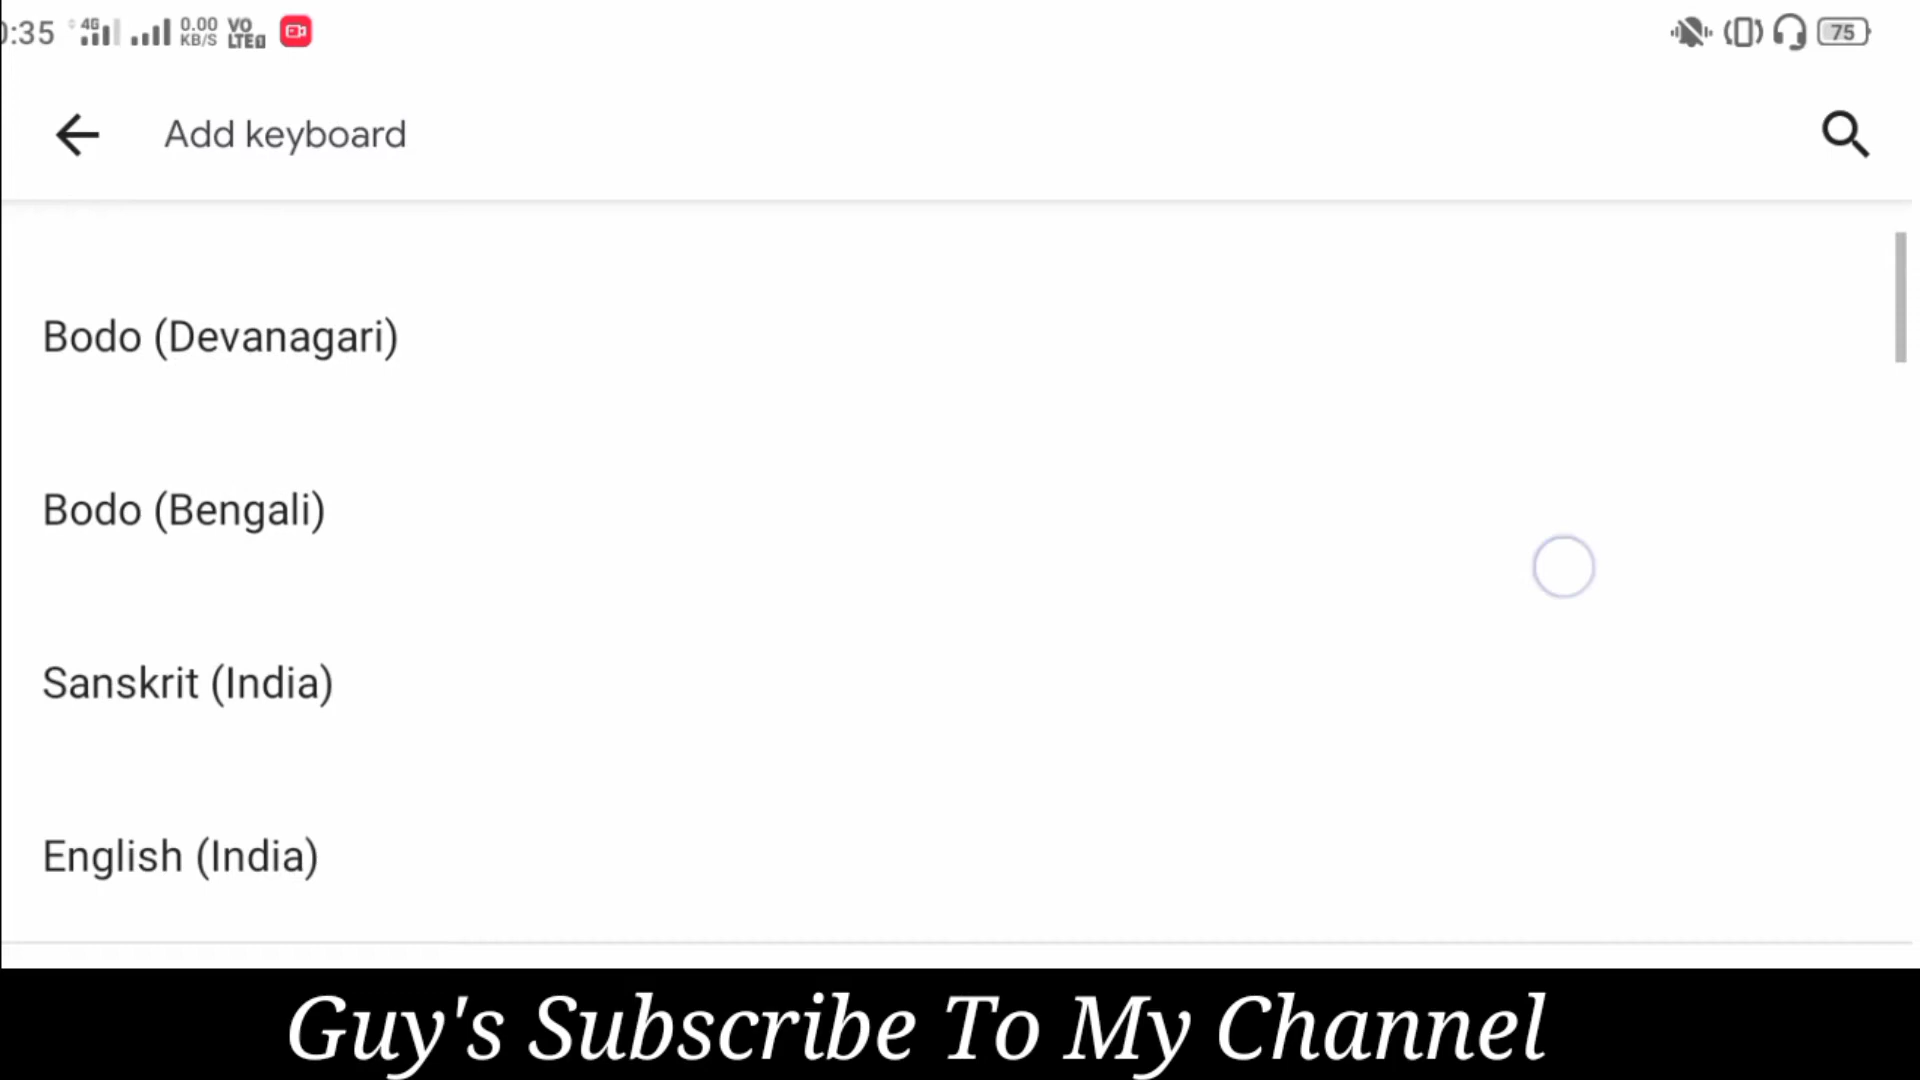 :35 4G 0.00 KB/S VO LTE 75
Add keyboard
Bodo (Devanagari)
Bodo (Bengali)
Sanskrit (India)
English (India)
Guy's Subscribe To My Channel